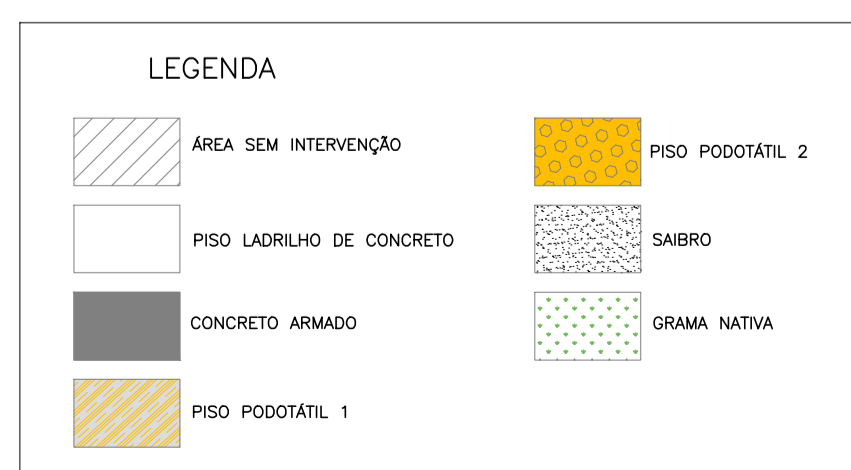 LEGENDA
ÁREA SEM INTERVENÇÃO
PISO LADRILHO DE CONCRETO
CONCRETO ARMADO
PISO PODOTÁTIL 1
PISO PODOTÁTIL 2
SAIBRO
GRAMA NATIVA